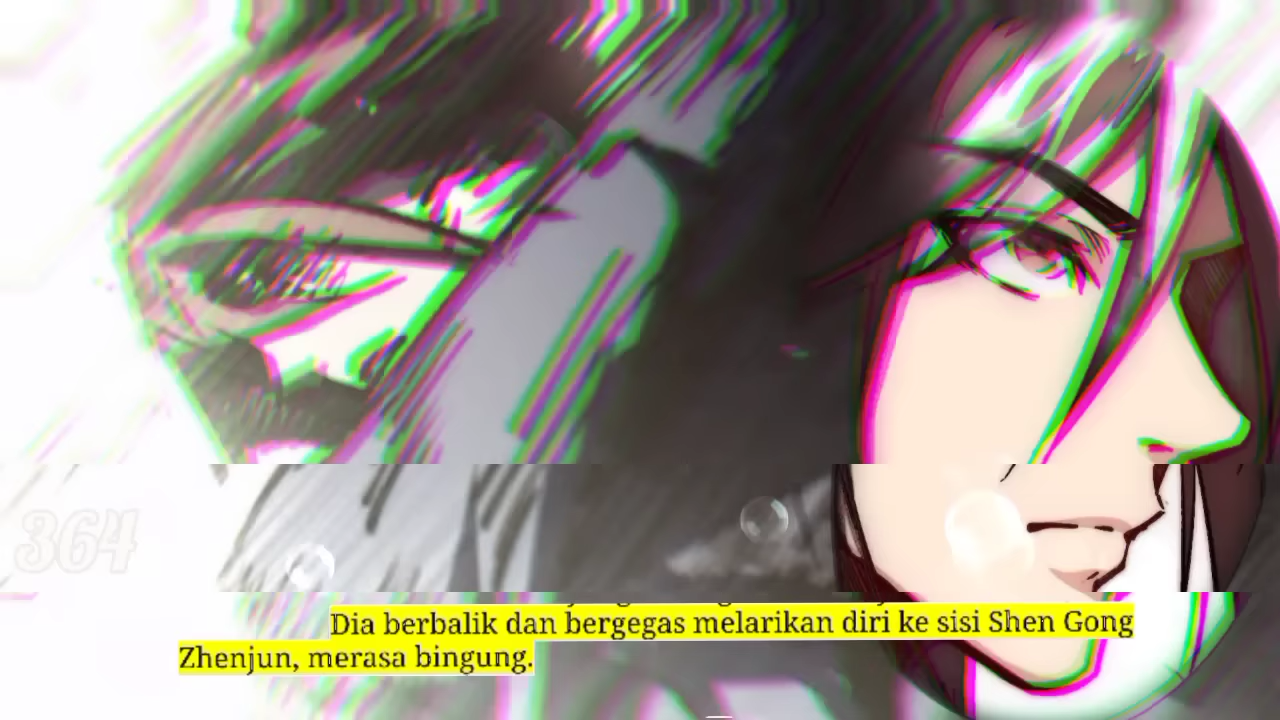 364
Dia berbalik dan bergegas melarikan diri ke sisi Shen Gong
Zhenjun, merasa bingung.